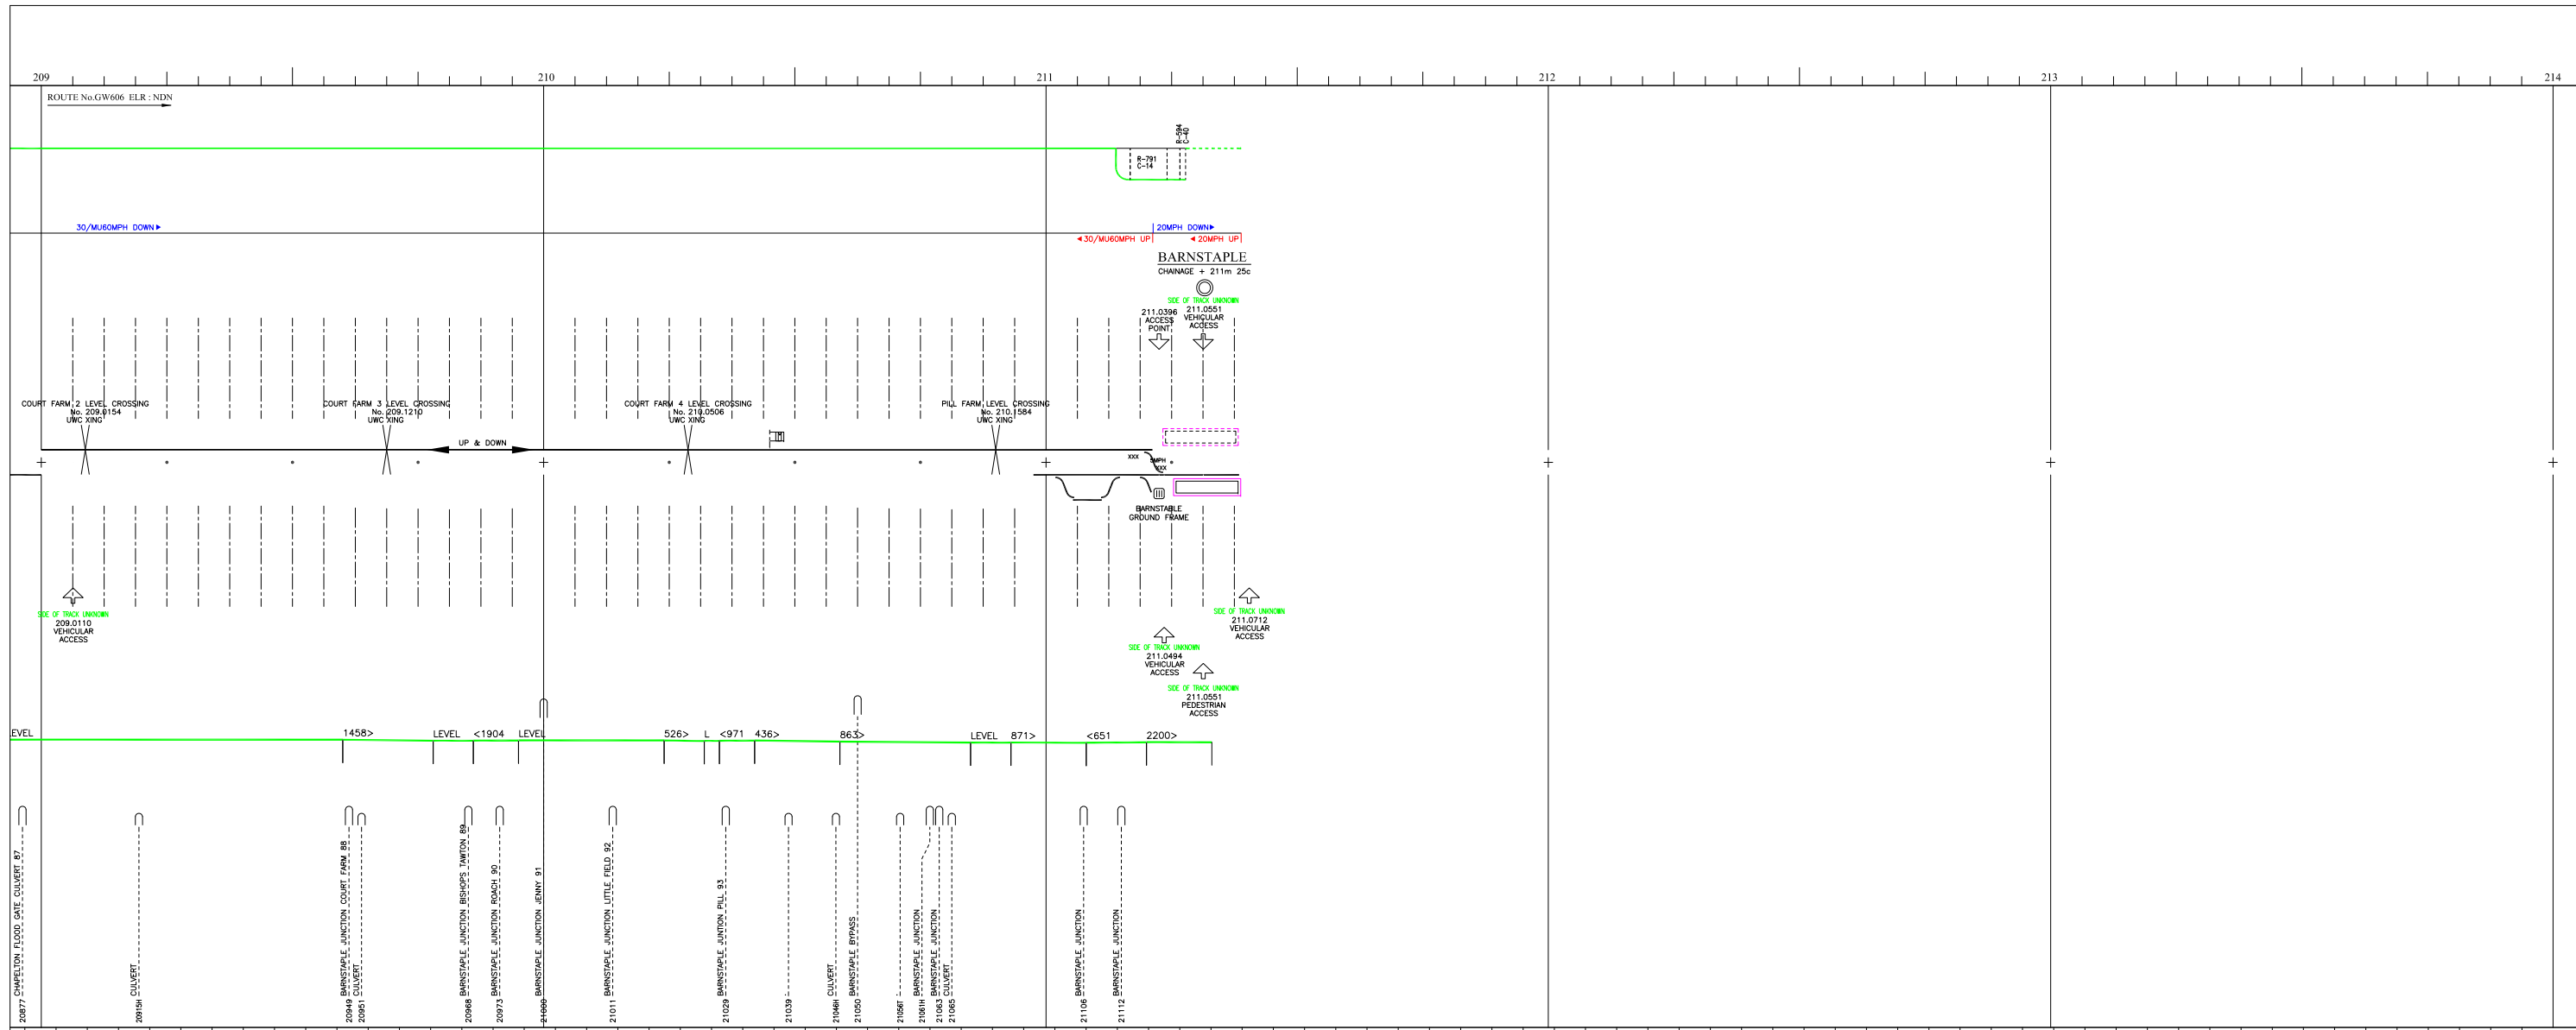 209
210
211
212
213
214
ROUTE No.GW606 ELR : NDN
R-791
C-14
R-594
C-40
30/MU60MPH DOWN
20MPH DOWN
30/MU60MPH UP
20MPH UP
BARNSTAPLE
CHAINAGE + 211m 25c
SIDE OF TRACK UNKNOWN
211.0396
ACCESS
POINT
211.0551
VEHICULAR
ACCESS
COURT FARM 2 LEVEL CROSSING
No. 209.0154
UWC XING
COURT FARM 3 LEVEL CROSSING
No. 209.1210
UWC XING
UP & DOWN
COURT FARM 4 LEVEL CROSSING
No. 210.0506
UWC XING
PILL FARM LEVEL CROSSING
No. 210.1584
UWC XING
XXX
5MPH
XXX
BARNSTABLE
GROUND FRAME
SIDE OF TRACK UNKNOWN
209.0110
VEHICULAR
ACCESS
SIDE OF TRACK UNKNOWN
211.0712
VEHICULAR
ACCESS
SIDE OF TRACK UNKNOWN
211.0494
VEHICULAR
ACCESS
SIDE OF TRACK UNKNOWN
211.0551
PEDESTRIAN
ACCESS
EVEL
1458>
LEVEL
<1904
LEVEL
526>
L
<971
436>
863>
LEVEL
871>
<651
2200>
20877 CHAPELTON FLOOD GATE CULVERT 87
20915H CULVERT
20949 BARNSTAPLE JUNCTION COURT FARM 88
20951 CULVERT
20968 BARNSTAPLE JUNCTION BISHOPS TAWTON 89
20973 BARNSTAPLE JUNCTION ROACH 90
21000 BARNSTAPLE JUNCTION JENNY 91
21011 BARNSTAPLE JUNCTION LITTLE FIELD 92
21029 BARNSTAPLE JUNTION PILL 93
21039
21046H CULVERT
21050 BARNSTAPLE BYPASS
21056T
21061H BARNSTAPLE JUNCTION
21063 BARNSTAPLE JUNCTION
21065 CULVERT
21106 BARNSTAPLE JUNCTION
21112 BARNSTAPLE JUNCTION